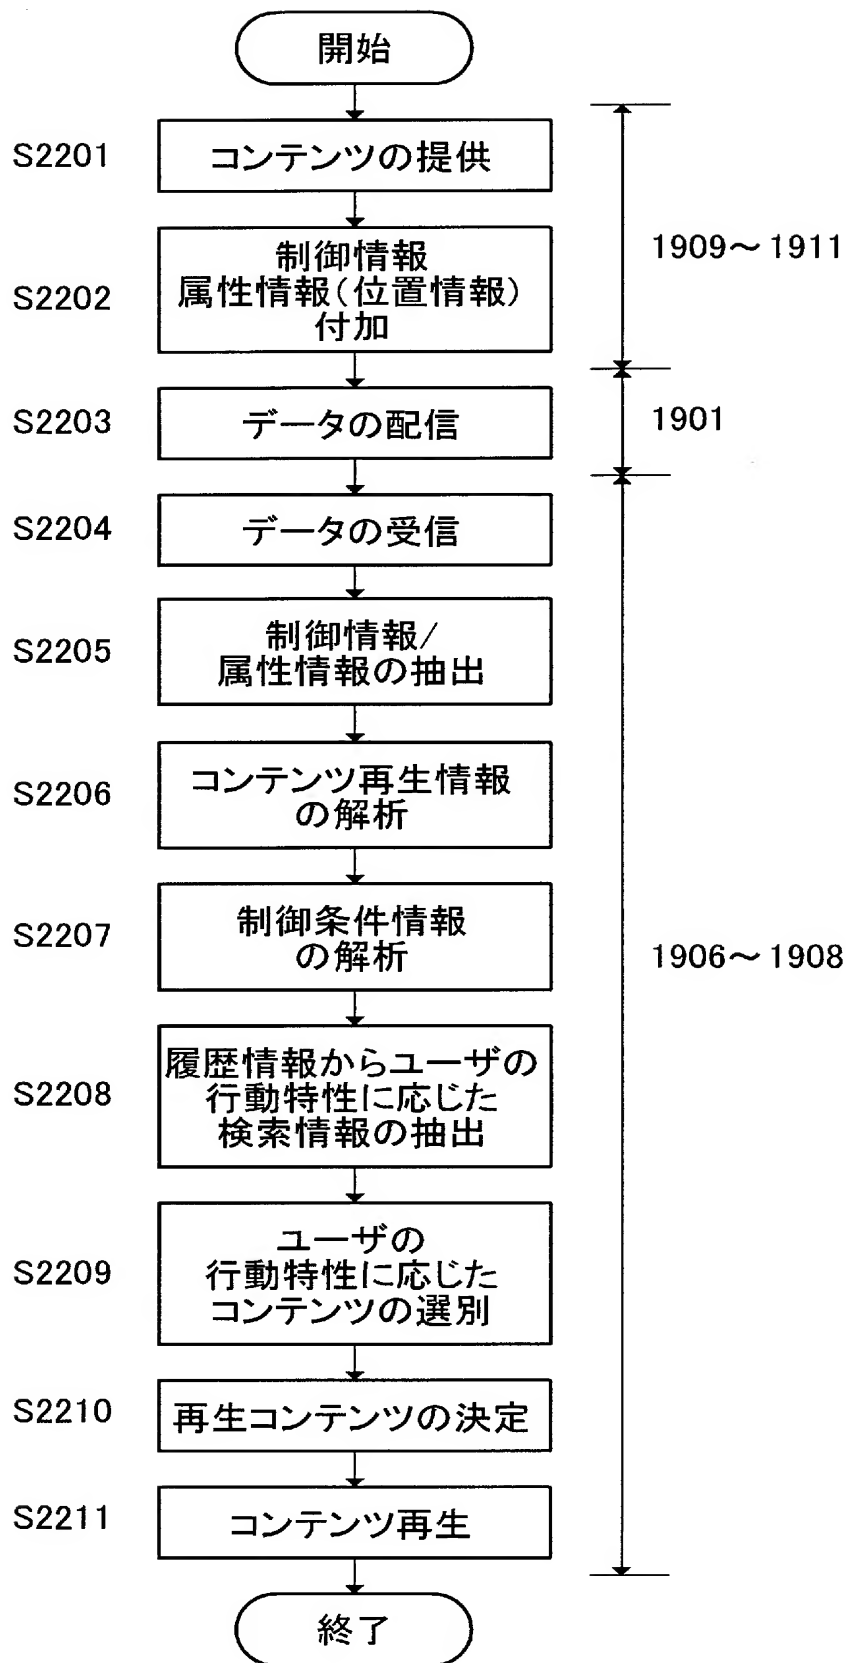 開始
S2201
コンテンツの提供
S2202
制御情報
属性情報(位置情報)
付加
1909～1911
S2203
データの配信
1901
S2204
データの受信
S2205
制御情報/
属性情報の抽出
S2206
コンテンツ再生情報
の解析
S2207
制御条件情報
の解析
1906～1908
S2208
履歴情報からユーザの
行動特性に応じた
検索情報の抽出
S2209
ユーザの
行動特性に応じた
コンテンツの選別
S2210
再生コンテンツの決定
S2211
コンテンツ再生
終了